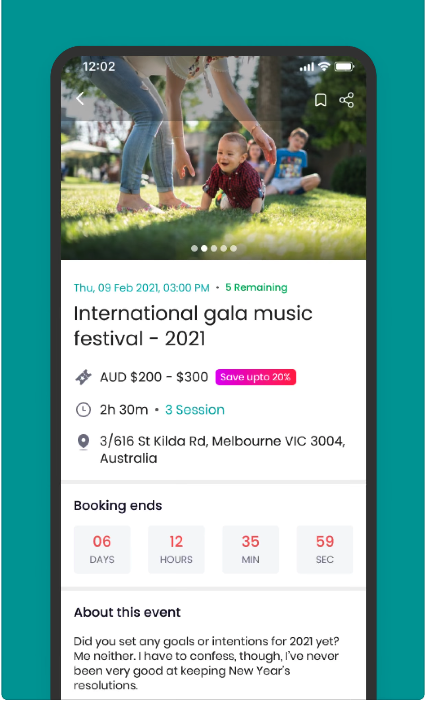 12:02
Thu, 09 Feb 2021, 03:00 PM • 5 Remaining
International gala music
festival - 2021
AUD $200 - $300 Save upto 20%
2h 30m • 3 Session
3/616 St Kilda Rd, Melbourne VIC 3004,
Australia
Booking ends
06 12 35 59
DAYS HOURS MIN SEC
About this event
Did you set any goals or intentions for 2021 yet?
Me neither. I have to confess, though, I've never
been very good at keeping New Year's
resolutions.